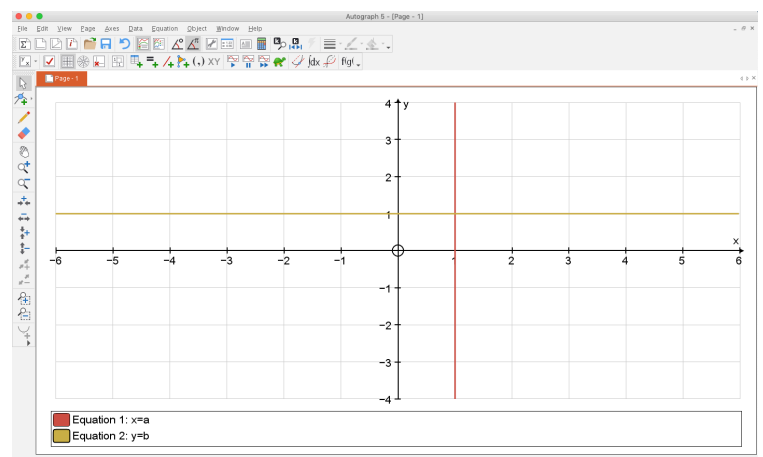 Autograph 5 - [Page - 1]
File Edit View Page Axes Data Equation Object Window Help
XY ∫dx f(g(
Page - 1
y
4
3
2
1
x
−6 −5 −4 −3 −2 −1 1 2 3 4 5 6
−1
−2
−3
−4
Equation 1: x=a
Equation 2: y=b